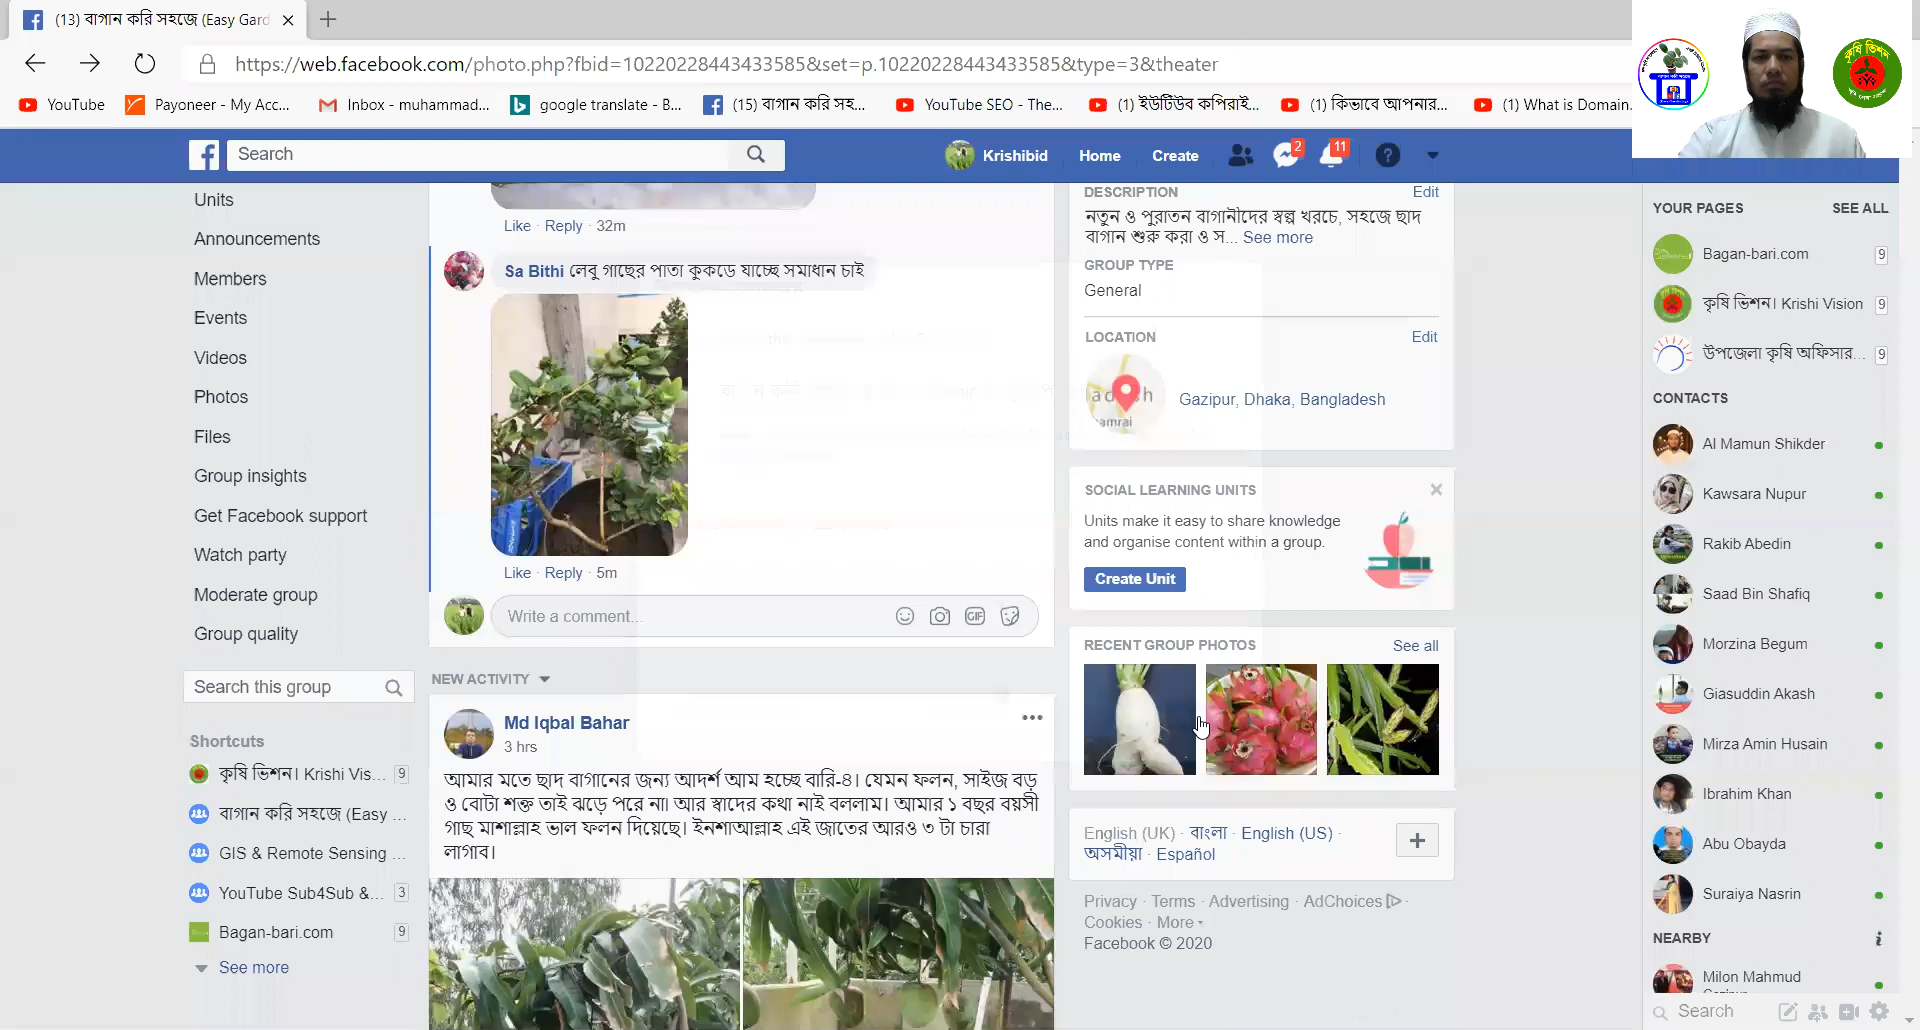 (13) বাগান করি সহজে (Easy Gard
https://web.facebook.com/photo.php?fbid=10220228443433585&set=p.10220228443433585&type=3&theater
YouTube
Payoneer - My Acc...
Inbox - muhammad...
google translate - B...
(15) বাগান করি সহ...
YouTube SEO - The...
(1) ইউটিউব কপিরাই...
(1) কিভাবে আপনার...
(1) What is Domain.
কৃষি ভিশন
Search
Krishibid
Home
Create
2
11
Units
Announcements
Members
Events
Videos
Photos
Files
Group insights
Get Facebook support
Watch party
Moderate group
Group quality
Search this group
Shortcuts
কৃষি ভিশন। Krishi Vis... 9
বাগান করি সহজে (Easy ...
GIS & Remote Sensing ...
YouTube Sub4Sub &... 3
Bagan-bari.com 9
See more
Like · Reply · 32m
Sa Bithi লেবু গাছের পাতা কুকডে যাচ্ছে সমাধান চাই
Like · Reply · 5m
Write a comment...
GIF
NEW ACTIVITY
Md Iqbal Bahar
3 hrs
আমার মতে ছাদ বাগানের জন্য আদর্শ আম হচ্ছে বারি-৪। যেমন ফলন, সাইজ বড়
ও বোটা শক্ত তাই ঝড়ে পরে না। আর স্বাদের কথা নাই বললাম। আমার ১ বছর বয়সী
গাছ মাশাল্লাহ ভাল ফলন দিয়েছে। ইনশাআল্লাহ এই জাতের আরও ৩ টা চারা
লাগাব।
DESCRIPTION Edit
নতুন ও পুরাতন বাগানীদের স্বল্প খরচে, সহজে ছাদ
বাগান শুরু করা ও স... See more
GROUP TYPE
General
LOCATION Edit
Gazipur, Dhaka, Bangladesh
SOCIAL LEARNING UNITS
Units make it easy to share knowledge
and organise content within a group.
Create Unit
RECENT GROUP PHOTOS See all
English (UK) · বাংলা · English (US) ·
অসমীয়া · Español
Privacy · Terms · Advertising · AdChoices ·
Cookies · More
Facebook © 2020
YOUR PAGES SEE ALL
Bagan-bari.com 9
কৃষি ভিশন। Krishi Vision 9
উপজেলা কৃষি অফিসার... 9
CONTACTS
Al Mamun Shikder
Kawsara Nupur
Rakib Abedin
Saad Bin Shafiq
Morzina Begum
Giasuddin Akash
Mirza Amin Husain
Ibrahim Khan
Abu Obayda
Suraiya Nasrin
NEARBY
Milon Mahmud
Search